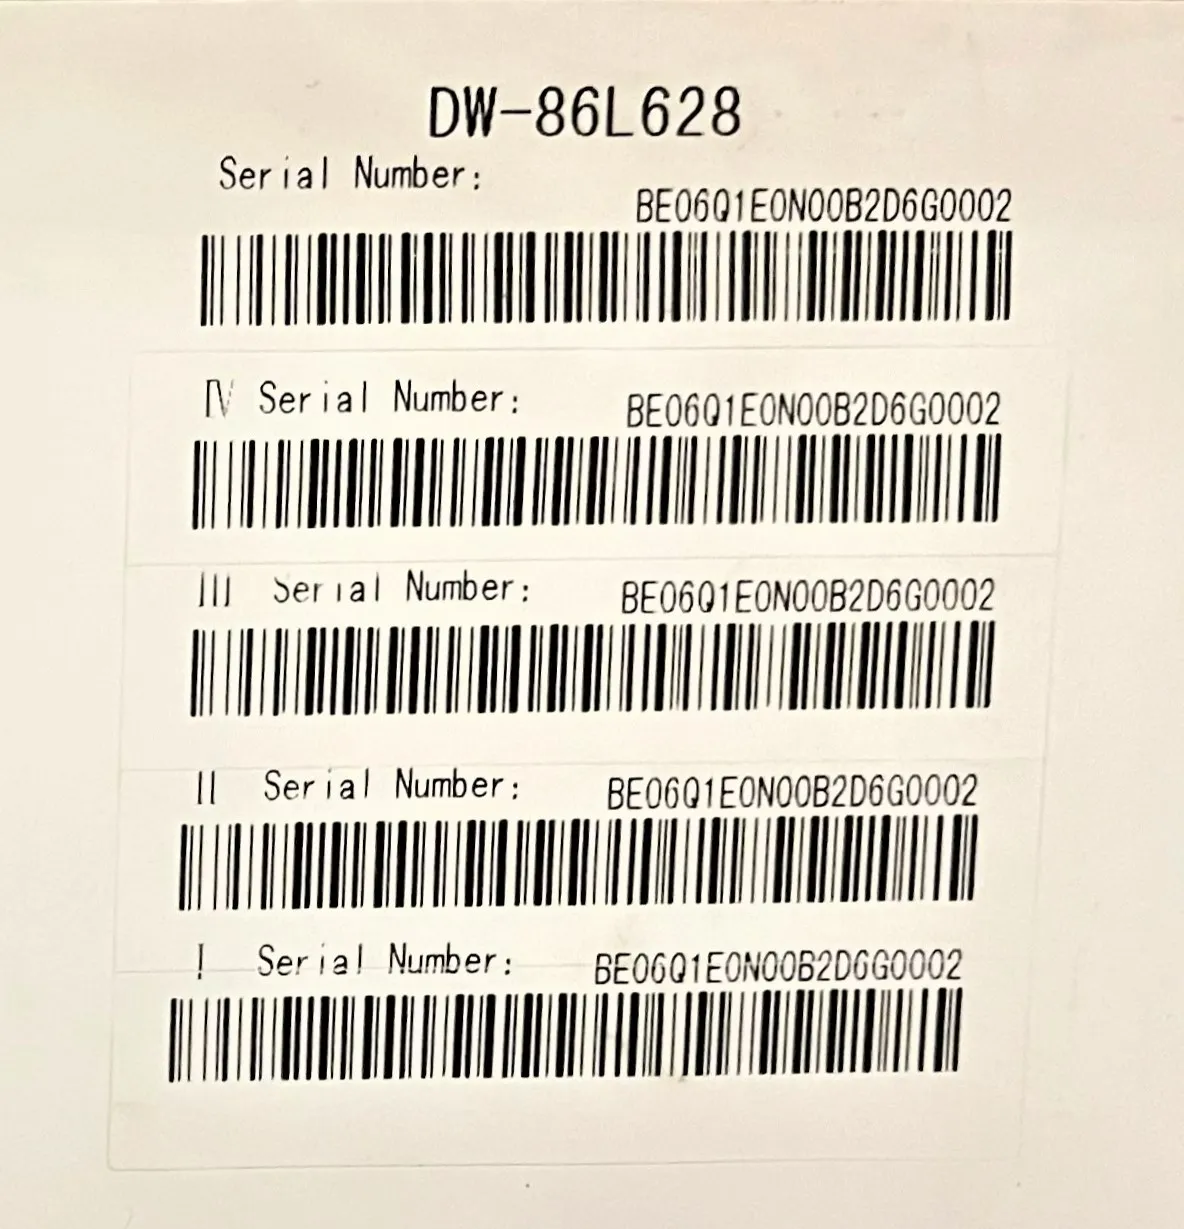 DW-86L628
Serial Number:
BE06Q1E0N00B2D6G0002
IV Serial Number: BE06Q1E0N00B2D6G0002
III Serial Number: BE06Q1E0N00B2D6G0002
II Serial Number: BE06Q1E0N00B2D6G0002
I Serial Number: BE06Q1E0N00B2D6G0002